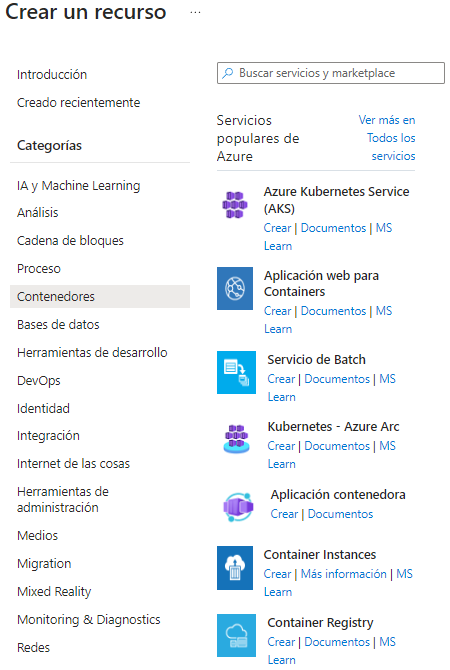 Crear un recurso ...
Introducción
Creado recientemente
Categorías
IA y Machine Learning
Análisis
Cadena de bloques
Proceso
Contenedores
Bases de datos
Herramientas de desarrollo
DevOps
Identidad
Integración
Internet de las cosas
Herramientas de
administración
Medios
Migration
Mixed Reality
Monitoring & Diagnostics
Redes
Buscar servicios y marketplace
Servicios
populares de
Azure
Ver más en
Todos los
servicios
Azure Kubernetes Service
(AKS)
Crear | Documentos | MS
Learn
Aplicación web para
Containers
Crear | Documentos | MS
Learn
Servicio de Batch
Crear | Documentos | MS
Learn
Kubernetes - Azure Arc
Crear | Documentos | MS
Learn
Aplicación contenedora
Crear | Documentos
Container Instances
Crear | Más información | MS
Learn
Container Registry
Crear | Documentos | MS
Learn